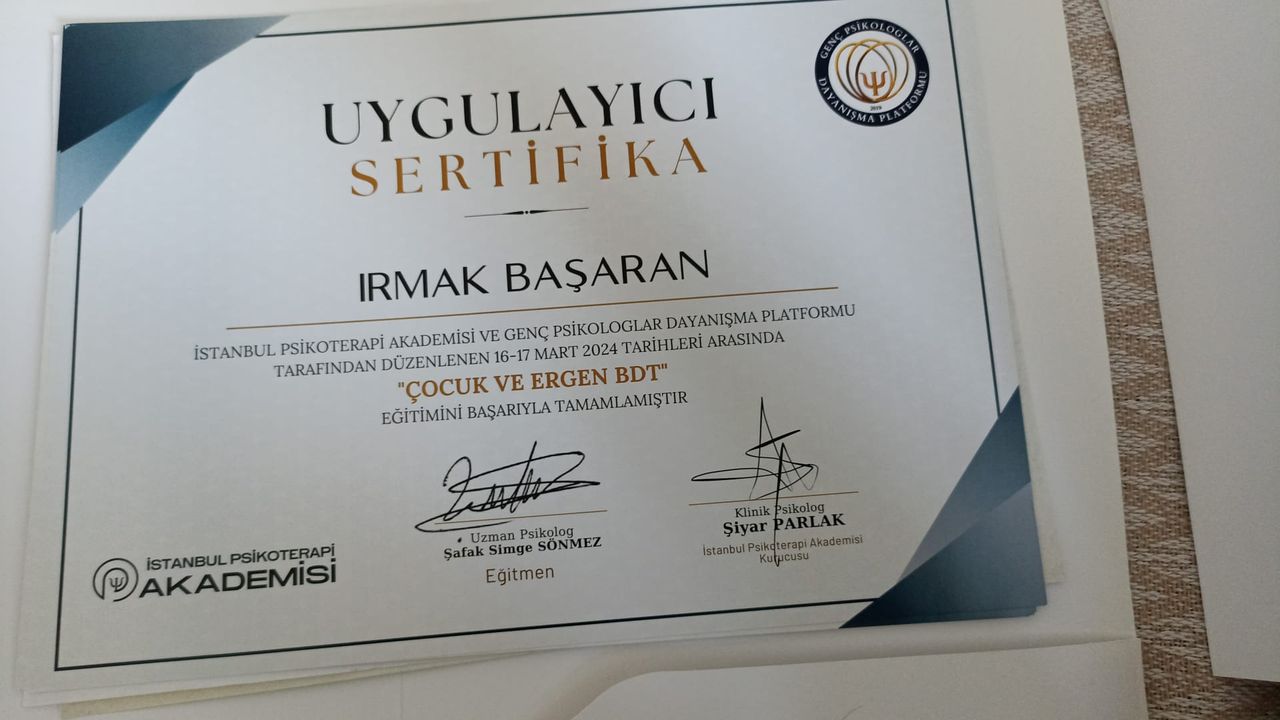 GENÇ PSİKOLOGLAR
DAYANIŞMA PLATFORMU
2019
UYGULAYICI
SERTİFİKA
IRMAK BAŞARAN
İSTANBUL PSİKOTERAPİ AKADEMİSİ VE GENÇ PSİKOLOGLAR DAYANIŞMA PLATFORMU
TARAFINDAN DÜZENLENEN 16-17 MART 2024 TARİHLERİ ARASINDA
"ÇOCUK VE ERGEN BDT"
EĞİTİMİNİ BAŞARIYLA TAMAMLAMIŞTIR
Uzman Psikolog
Şafak Simge SÖNMEZ
Eğitmen
Klinik Psikolog
Şiyar PARLAK
İstanbul Psikoterapi Akademisi
Kurucusu
İSTANBUL PSİKOTERAPİ
AKADEMİSİ